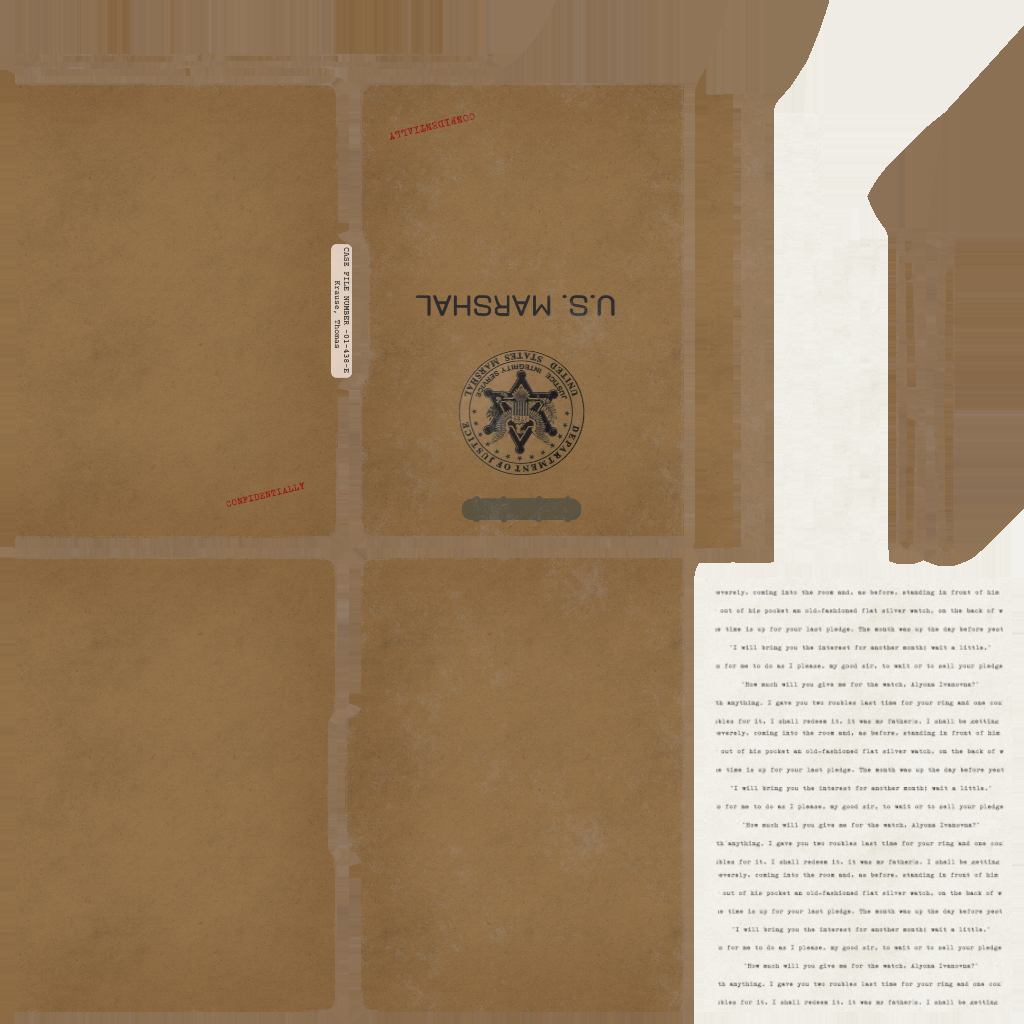 CONFIDENTIALLY
CASE FILE NUMBER -01-438-E
Krause, Thomas
U.S. MARSHAL
UNITED STATES MARSHAL
JUSTICE INTEGRITY SERVICE
DEPARTMENT OF JUSTICE
CONFIDENTIALLY
everely, coming into the room and, as before, standing in front of him
out of his pocket an old-fashioned flat silver watch, on the back of w
e time is up for your last pledge. The month was up the day before yest
'I will bring you the interest for another month; wait a little.'
s for me to do as I please, my good sir, to wait or to sell your pledge
'How much will you give me for the watch, Alyona Ivanovna?'
th anything. I gave you two roubles last time for your ring and one cou
bles for it, I shall redeem it, it was my father's. I shall be getting
everely, coming into the room and, as before, standing in front of him
out of his pocket an old-fashioned flat silver watch, on the back of w
e time is up for your last pledge. The month was up the day before yest
'I will bring you the interest for another month; wait a little.'
s for me to do as I please, my good sir, to wait or to sell your pledge
'How much will you give me for the watch, Alyona Ivanovna?'
th anything. I gave you two roubles last time for your ring and one cou
bles for it, I shall redeem it, it was my father's. I shall be getting
everely, coming into the room and, as before, standing in front of him
out of his pocket an old-fashioned flat silver watch, on the back of w
e time is up for your last pledge. The month was up the day before yest
'I will bring you the interest for another month; wait a little.'
s for me to do as I please, my good sir, to wait or to sell your pledge
'How much will you give me for the watch, Alyona Ivanovna?'
th anything. I gave you two roubles last time for your ring and one cou
bles for it, I shall redeem it, it was my father's. I shall be getting